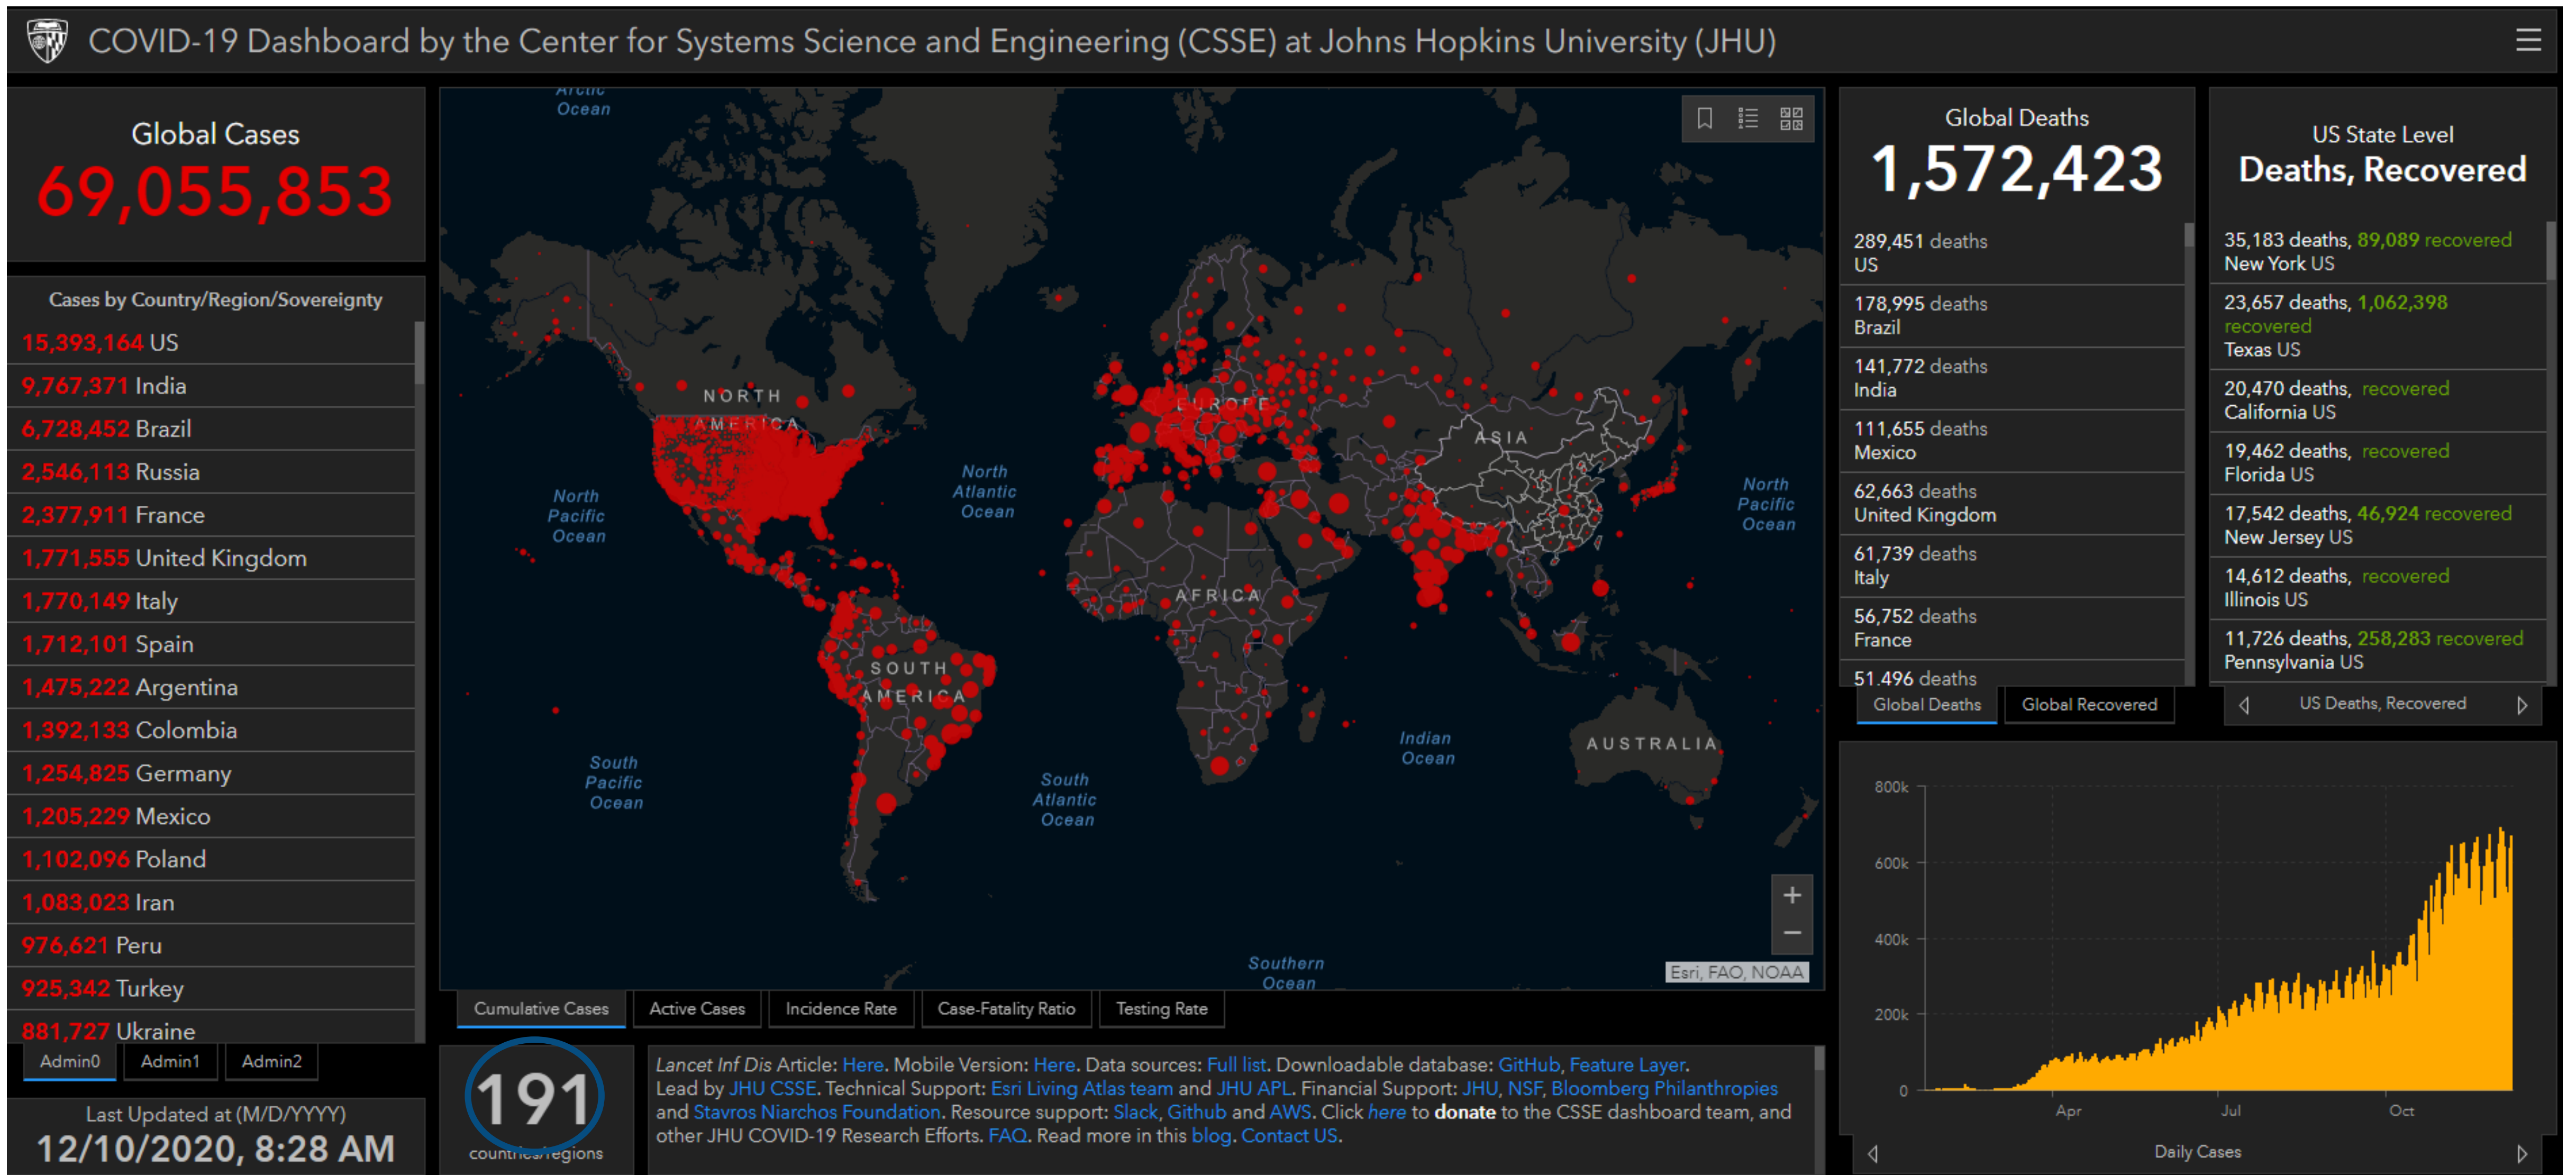 COVID-19 Dashboard by the Center for Systems Science and Engineering (CSSE) at Johns Hopkins University (JHU)
Global Cases
69,055,853
Cases by Country/Region/Sovereignty
15,393,164 US
9,767,371 India
6,728,452 Brazil
2,546,113 Russia
2,377,911 France
1,771,555 United Kingdom
1,770,149 Italy
1,712,101 Spain
1,475,222 Argentina
1,392,133 Colombia
1,254,825 Germany
1,205,229 Mexico
1,102,096 Poland
1,083,023 Iran
976,621 Peru
925,342 Turkey
881,727 Ukraine
Admin0
Admin1
Admin2
Last Updated at (M/D/YYYY)
12/10/2020, 8:28 AM
Arctic
Ocean
NORTH
AMERICA
EUROPE
ASIA
North
Pacific
Ocean
North
Atlantic
Ocean
North
Pacific
Ocean
AFRICA
SOUTH
AMERICA
AUSTRALIA
South
Pacific
Ocean
South
Atlantic
Ocean
Indian
Ocean
Southern
Ocean
+
−
Esri, FAO, NOAA
Cumulative Cases
Active Cases
Incidence Rate
Case-Fatality Ratio
Testing Rate
191
countries/regions
Lancet Inf Dis Article: Here. Mobile Version: Here. Data sources: Full list. Downloadable database: GitHub, Feature Layer.
Lead by JHU CSSE. Technical Support: Esri Living Atlas team and JHU APL. Financial Support: JHU, NSF, Bloomberg Philanthropies
and Stavros Niarchos Foundation. Resource support: Slack, Github and AWS. Click here to donate to the CSSE dashboard team, and
other JHU COVID-19 Research Efforts. FAQ. Read more in this blog. Contact US.
Global Deaths
1,572,423
289,451 deaths
US
178,995 deaths
Brazil
141,772 deaths
India
111,655 deaths
Mexico
62,663 deaths
United Kingdom
61,739 deaths
Italy
56,752 deaths
France
51,496 deaths
Global Deaths
Global Recovered
US State Level
Deaths, Recovered
35,183 deaths, 89,089 recovered
New York US
23,657 deaths, 1,062,398
recovered
Texas US
20,470 deaths, recovered
California US
19,462 deaths, recovered
Florida US
17,542 deaths, 46,924 recovered
New Jersey US
14,612 deaths, recovered
Illinois US
11,726 deaths, 258,283 recovered
Pennsylvania US
US Deaths, Recovered
800k
600k
400k
200k
0
Apr
Jul
Oct
Daily Cases